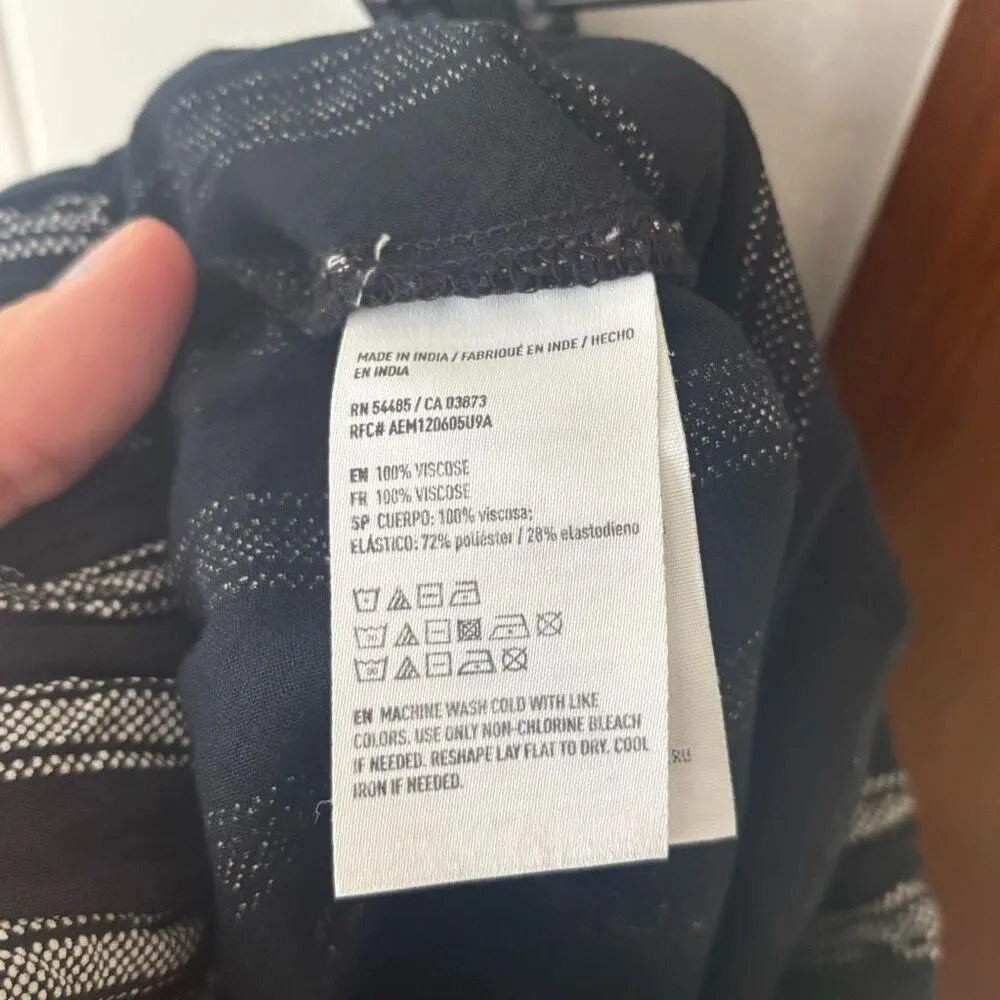 MADE IN INDIA / FABRIQUÉ EN INDE / HECHO
EN INDIA
RN 54485 / CA 03873
RFC# AEM120605U9A
EN 100% VISCOSE
FR 100% VISCOSE
SP CUERPO: 100% viscosa;
ELÁSTICO: 72% poliéster / 28% elastodieno
EN MACHINE WASH COLD WITH LIKE
COLORS. USE ONLY NON-CHLORINE BLEACH
IF NEEDED. RESHAPE LAY FLAT TO DRY. COOL
IRON IF NEEDED.
RU